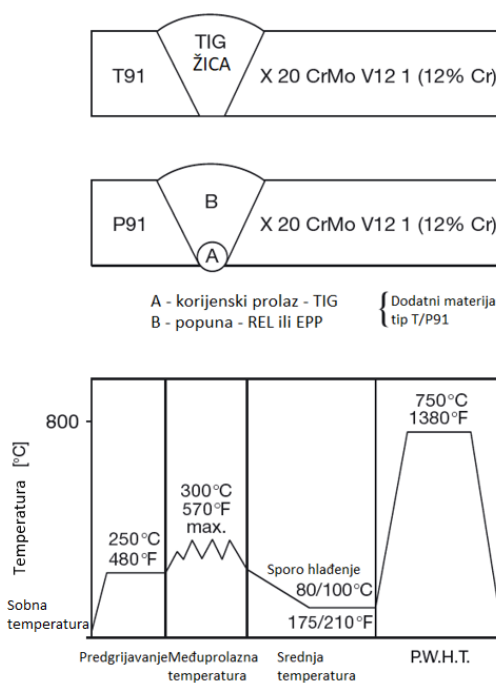 TIG
ŽICA
T91
X 20 CrMo V12 1 (12% Cr)
B
P91
X 20 CrMo V12 1 (12% Cr)
A
A - korijenski prolaz - TIG
B - popuna - REL ili EPP
{ Dodatni materija
tip T/P91
Temperatura [°C]
800
750°C
1380°F
300°C
570°F
max.
250°C
480°F
Sporo hlađenje
80/100°C
175/210°F
Sobna
temperatura
Predgrijavanje
Međuprolazna
temperatura
Srednja
temperatura
P.W.H.T.